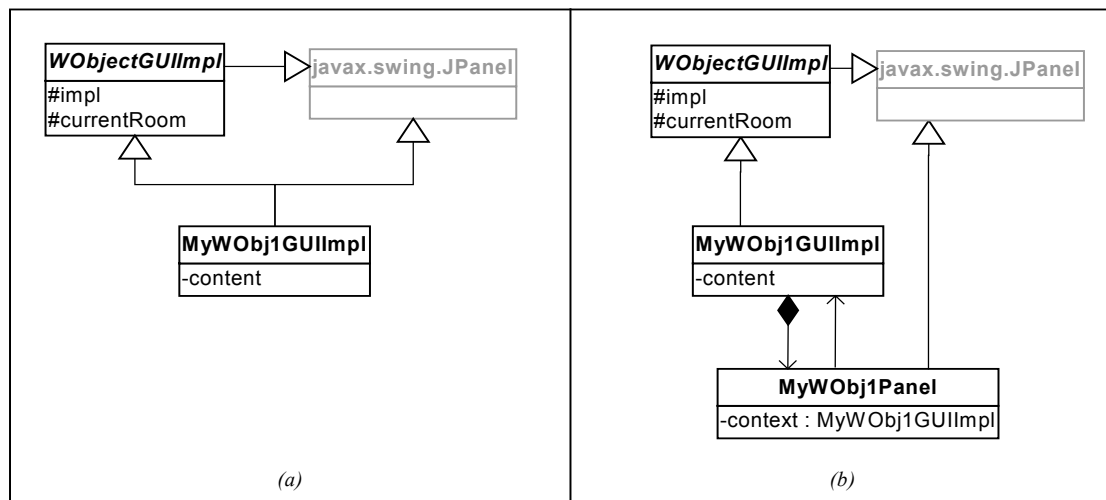 WObjectGUIImpl
#impl
#currentRoom
javax.swing.JPanel
MyWObj1GUIImpl
-content
(a)
WObjectGUIImpl
#impl
#currentRoom
javax.swing.JPanel
MyWObj1GUIImpl
-content
MyWObj1Panel
-context : MyWObj1GUIImpl
(b)